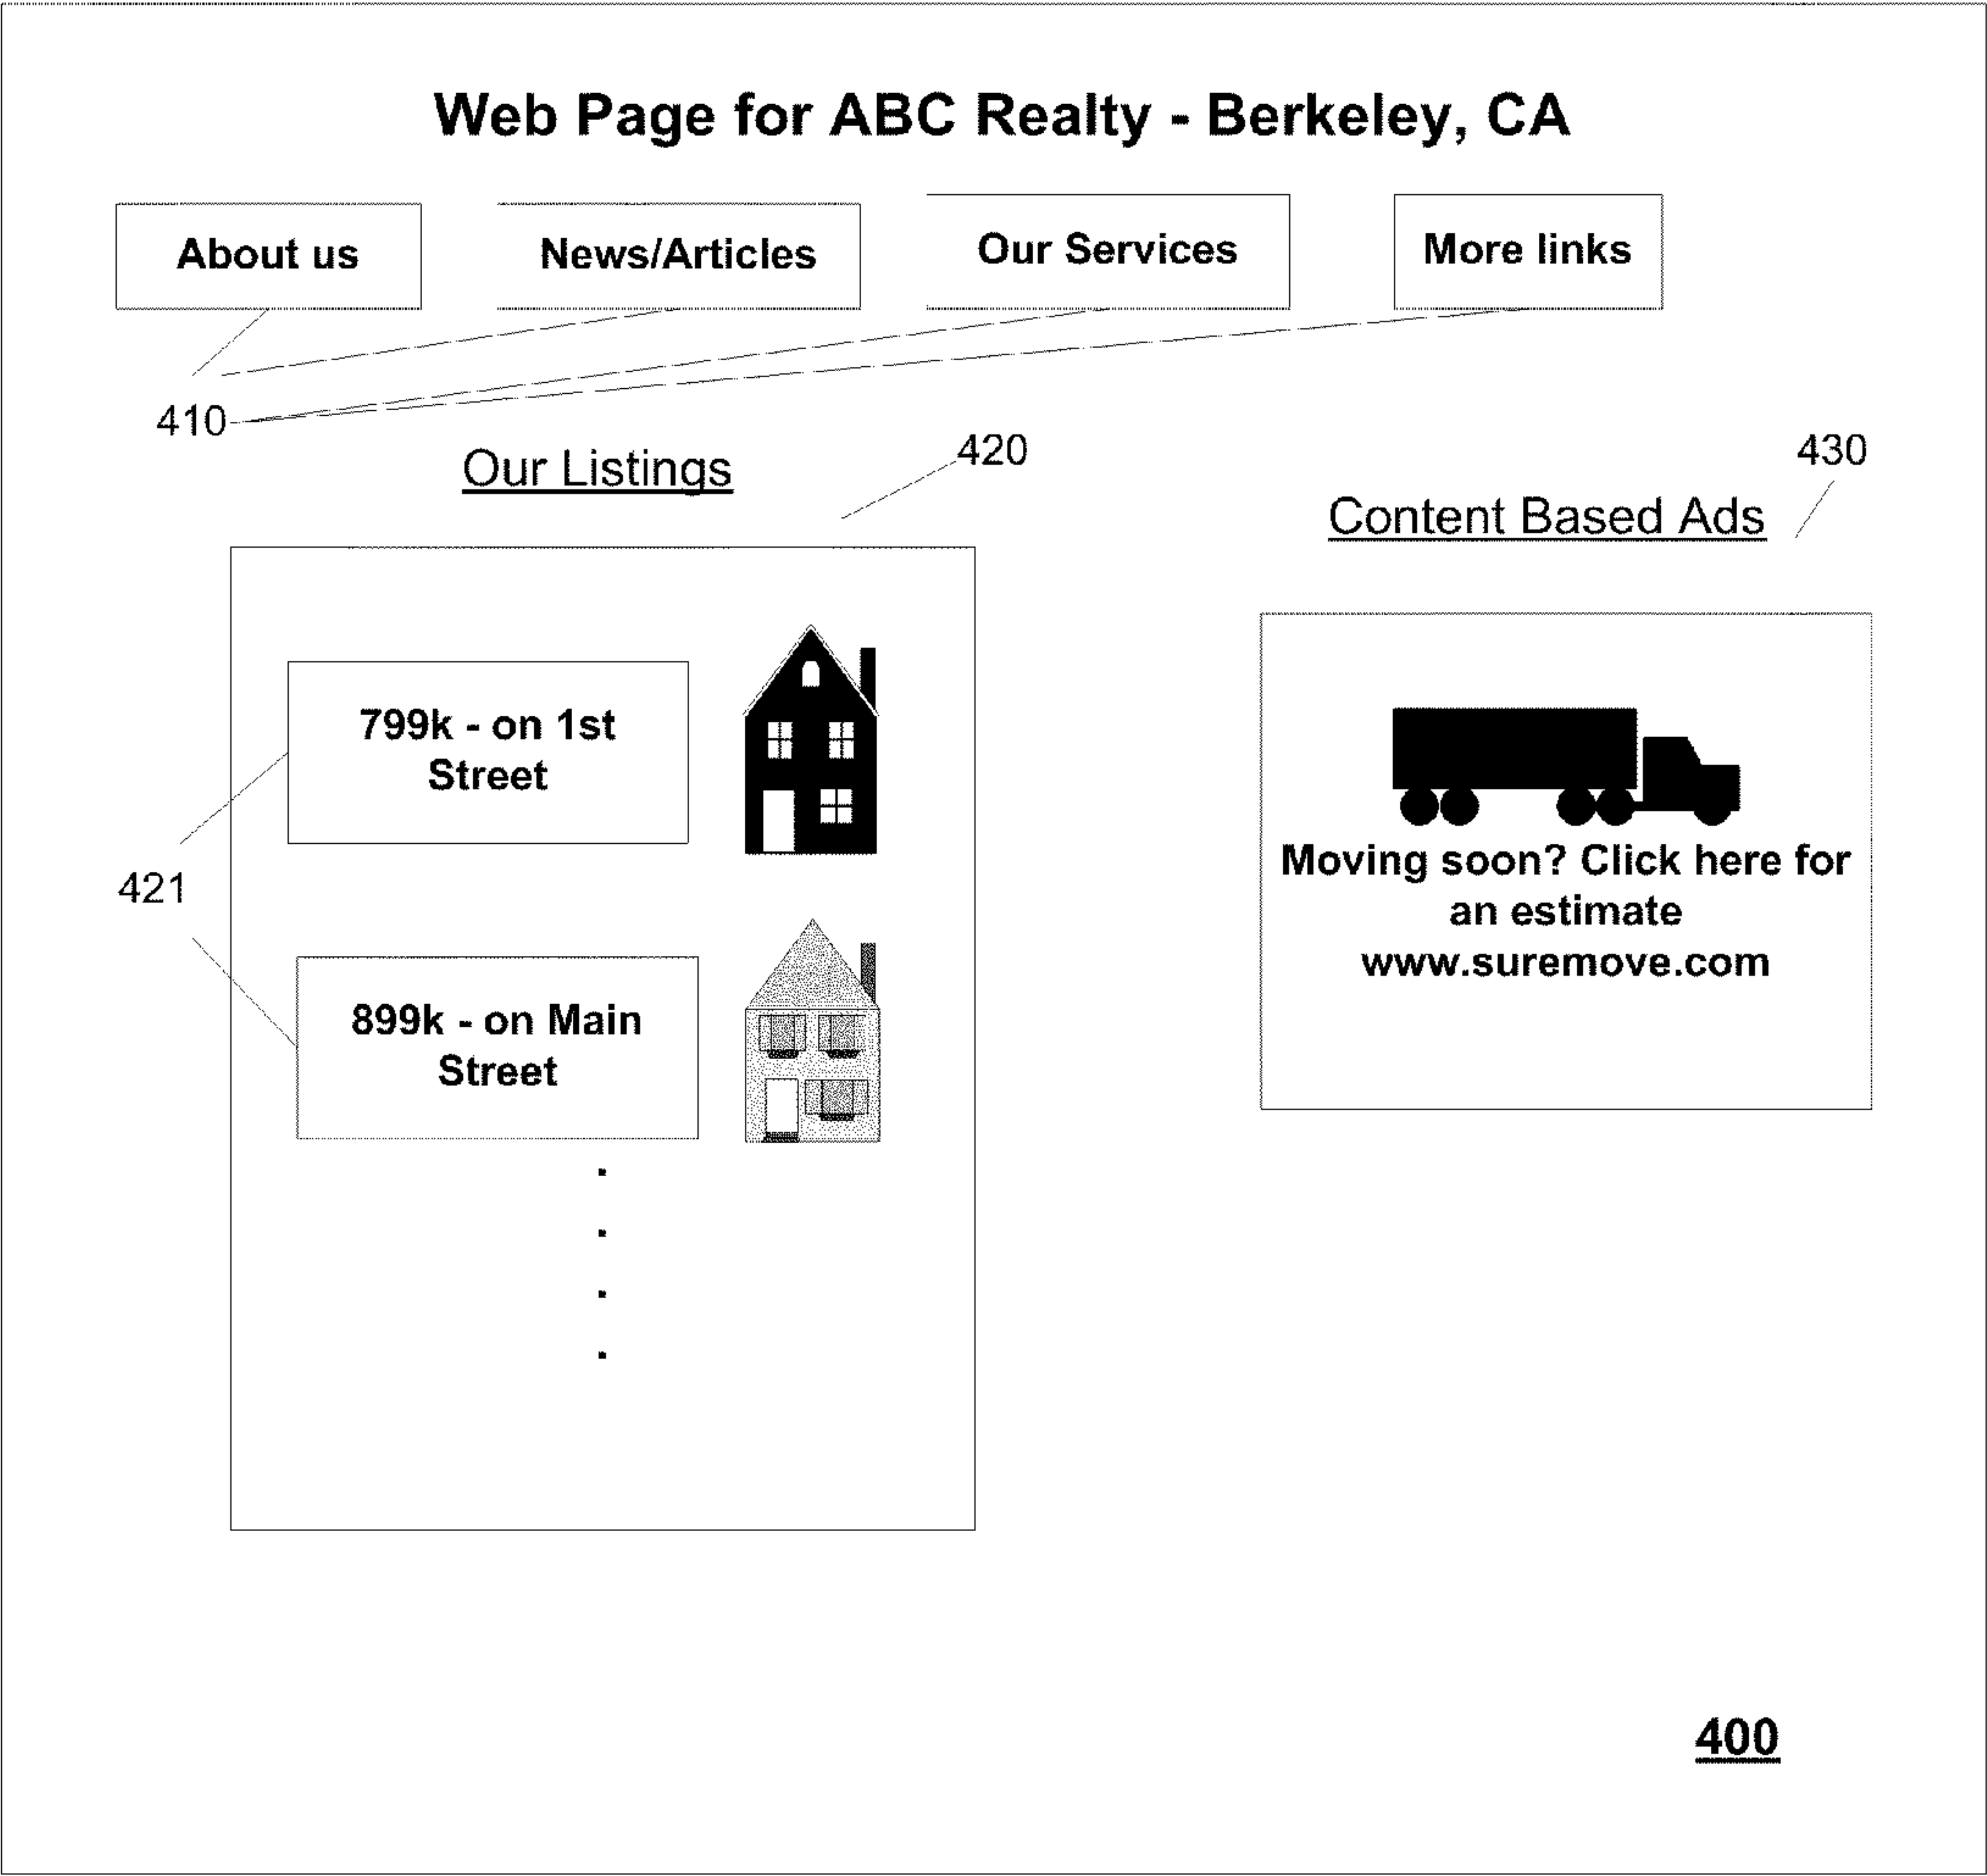 Web Page for ABC Realty - Berkeley, CA
About us
News/Articles
Our Services
More links
410
Our Listings
420
430
Content Based Ads
799k - on 1st
Street
421
899k - on Main
Street
Moving soon? Click here for
an estimate
www.suremove.com
400